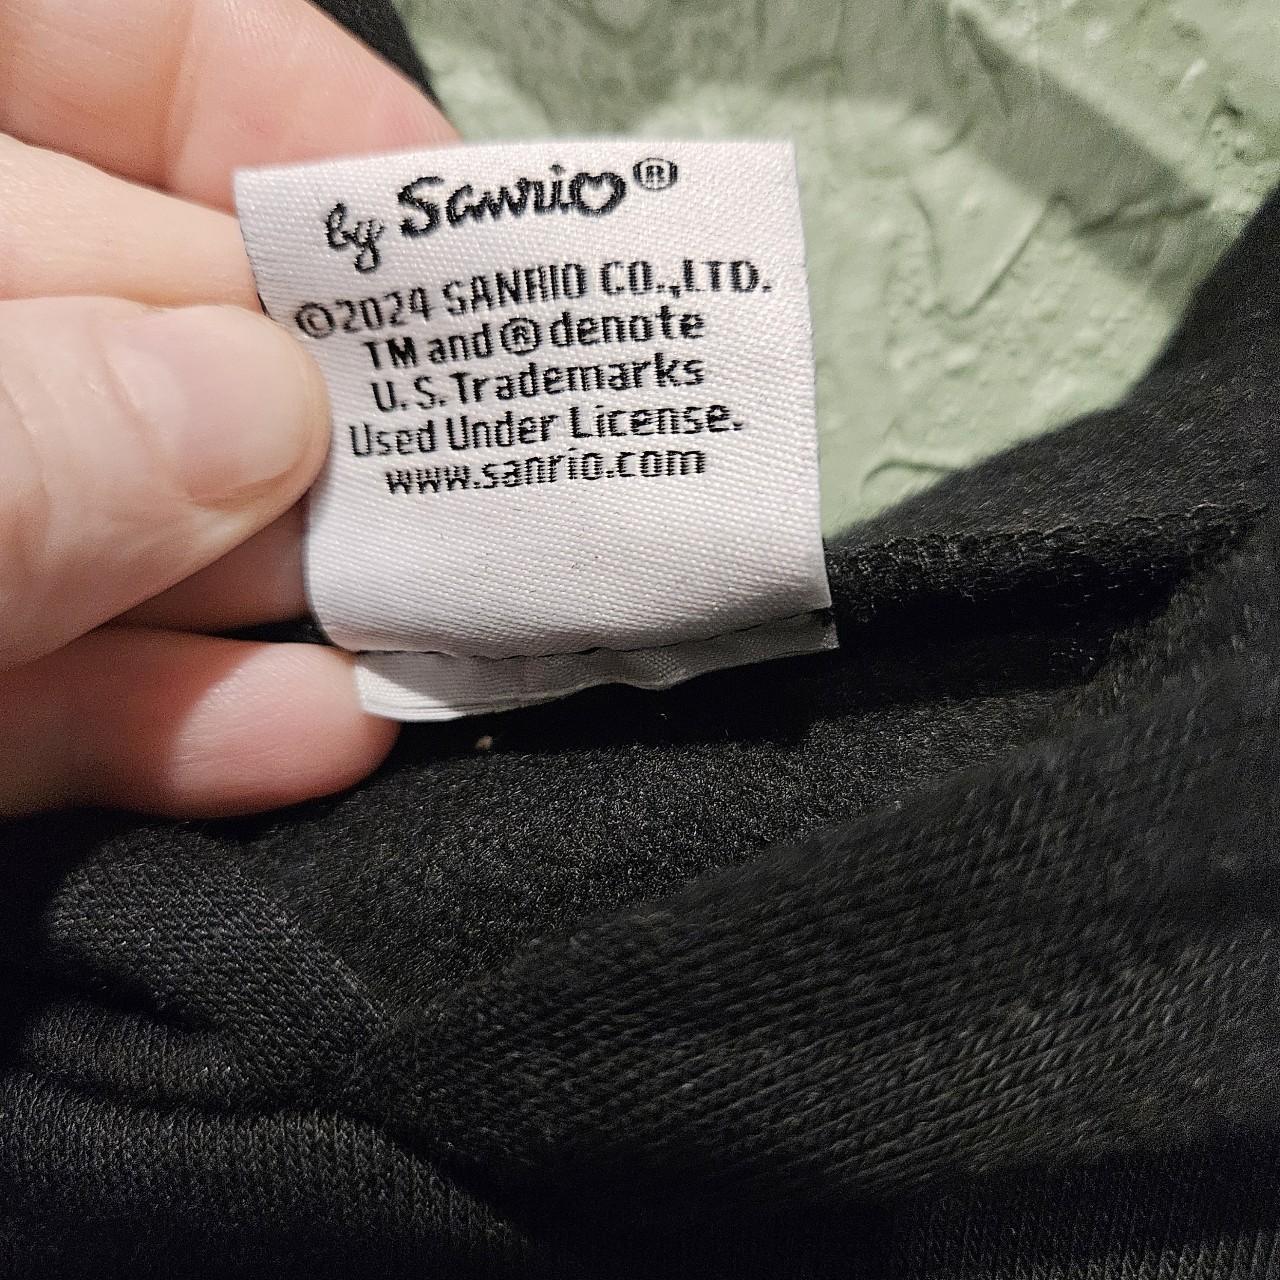 by Sanrio®
©2024 SANRIO CO.,LTD.
TM and ® denote
U.S. Trademarks
Used Under License.
www.sanrio.com